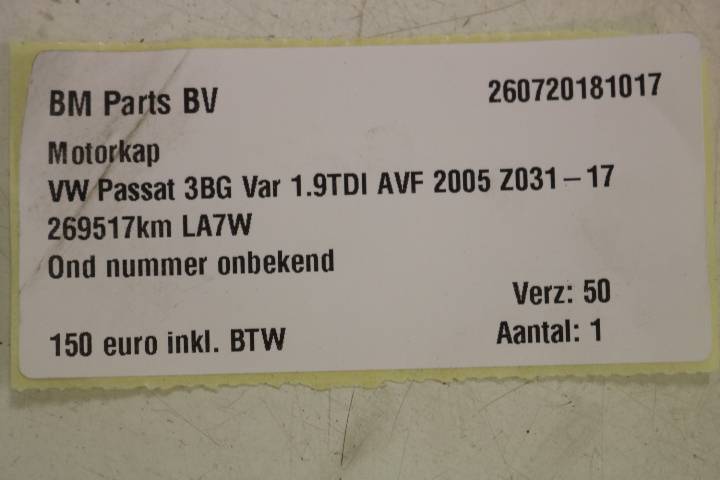 BM Parts BV 260720181017
Motorkap
VW Passat 3BG Var 1.9TDI AVF 2005 Z031-17
269517km LA7W
Ond nummer onbekend
Verz: 50
150 euro inkl. BTW Aantal: 1